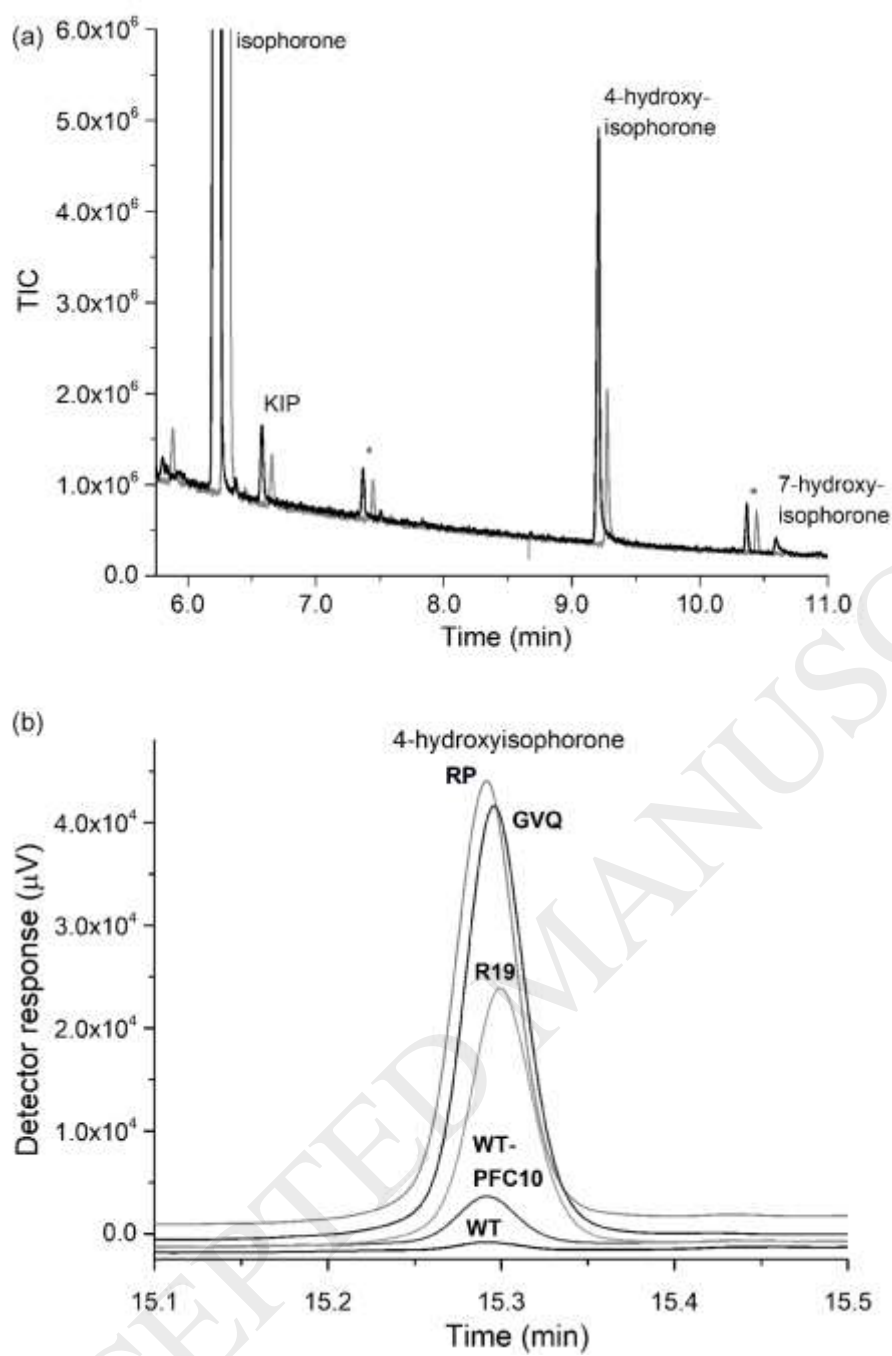 (a)
6.0x10⁶
5.0x10⁶
4.0x10⁶
3.0x10⁶
2.0x10⁶
1.0x10⁶
0.0
TIC
isophorone
4-hydroxy-
isophorone
KIP
*
*
7-hydroxy-
isophorone
6.0 7.0 8.0 9.0 10.0 11.0
Time (min)
(b)
4-hydroxyisophorone
RP
GVQ
R19
WT-
PFC10
WT
4.0x10⁴
3.0x10⁴
2.0x10⁴
1.0x10⁴
0.0
Detector response (µV)
15.1 15.2 15.3 15.4 15.5
Time (min)
EPTED MANUSC